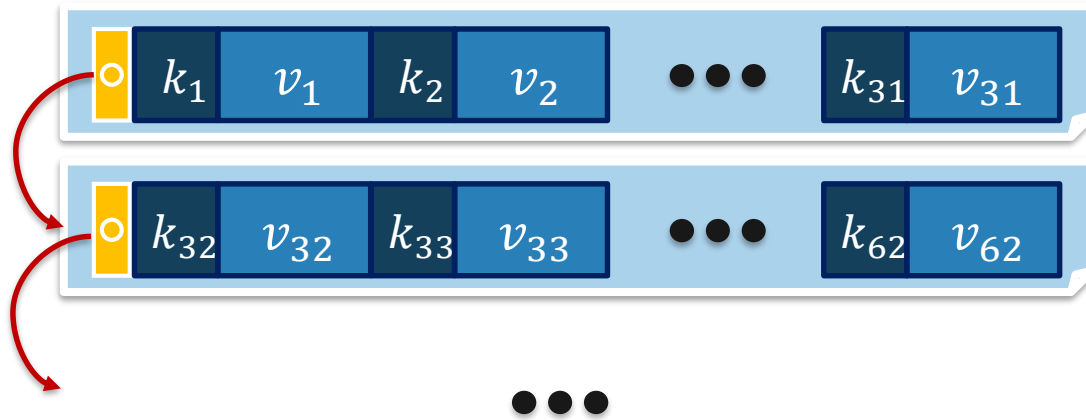 k₁ v₁ k₂ v₂ ••• k₃₁ v₃₁
k₃₂ v₃₂ k₃₃ v₃₃ ••• k₆₂ v₆₂
•••